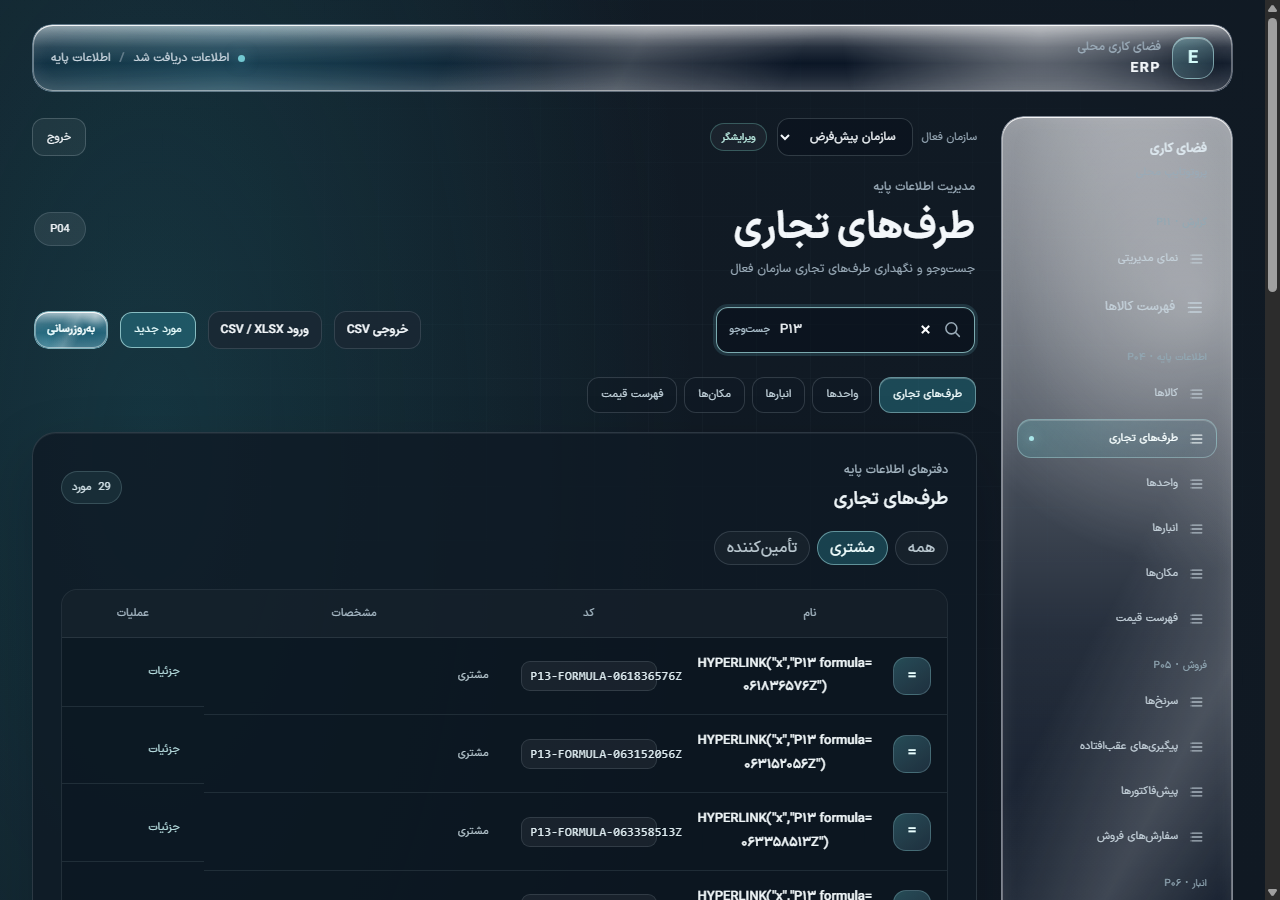 E
فضای کاری محلی
ERP
اطلاعات دریافت شد / اطلاعات پایه
فضای کاری
نمای مدیریتی
فهرست کالاها
اطلاعات پایه · P۰۴
کالاها
طرف‌های تجاری
واحدها
انبارها
مکان‌ها
فهرست قیمت
فروش · P۰۵
سرنخ‌ها
پیگیری‌های عقب‌افتاده
پیش‌فاکتورها
سفارش‌های فروش
انبار · P۰۶
سازمان فعال
سازمان پیش‌فرض
ویرایشگر
خروج
مدیریت اطلاعات پایه
طرف‌های تجاری
P04
جست‌وجو و نگهداری طرف‌های تجاری سازمان فعال
P۱۳ جست‌وجو
خروجی CSV
ورود CSV / XLSX
مورد جدید
به‌روزرسانی
طرف‌های تجاری
واحدها
انبارها
مکان‌ها
فهرست قیمت
دفترهای اطلاعات پایه
طرف‌های تجاری
29 مورد
همه
مشتری
تأمین‌کننده
نام کد مشخصات عملیات
=
HYPERLINK("x","P۱۳ formula=
۰۶۱۸۳۶۵۷۶Z")
P13-FORMULA-061836576Z
مشتری
جزئیات
=
HYPERLINK("x","P۱۳ formula=
۰۶۳۱۵۲۰۵۶Z")
P13-FORMULA-063152056Z
مشتری
جزئیات
=
HYPERLINK("x","P۱۳ formula=
۰۶۳۳۵۸۵۱۳Z")
P13-FORMULA-063358513Z
مشتری
جزئیات
HYPERLINK("x","P۱۳ formula=